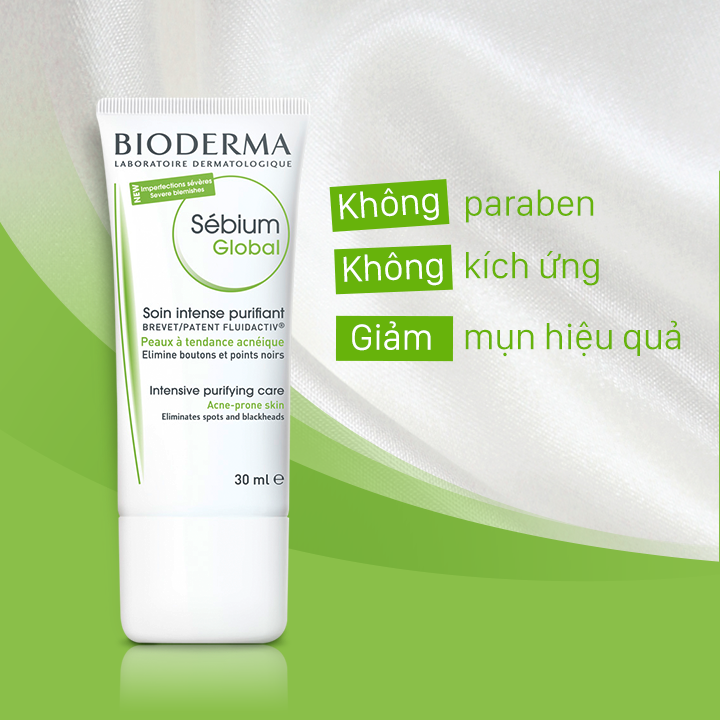 BIODERMA
LABORATOIRE DERMATOLOGIQUE
NEW
Imperfections sévères
Severe blemishes
Sébium
Global
Soin intense purifiant
BREVET/PATENT FLUIDACTIV®
Peaux à tendance acnéique
Elimine boutons et points noirs
Intensive purifying care
Acne-prone skin
Eliminates spots and blackheads
30 ml ℮
Không paraben
Không kích ứng
Giảm mụn hiệu quả